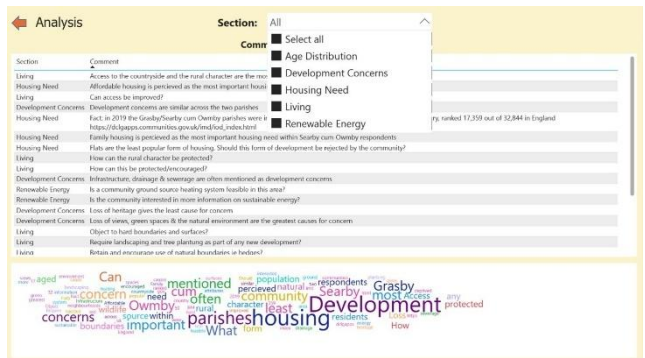 Analysis
Section: All
Select all
Age Distribution
Development Concerns
Housing Need
Living
Renewable Energy
Comm
Section Comment
Living Access to the countryside and the rural character are the mo
Housing Need Affordable housing is percieved as the most important housi
Living Can access be improved?
Development Concerns Development concerns are similar across the two parishes
Housing Need Fact: in 2019 the Grasby/Searby cum Owmby parishes were i ry, ranked 17,359 out of 32,844 in England
https://dclgapps.communities.gov.uk/imd/iod_index.html
Housing Need Family housing is percieved as the most important housing need within Searby cum Owmby respondents
Housing Need Flats are the least popular form of housing. Should this form of development be rejected by the community?
Living How can the rural character be protected?
Living How can this be protected/encouraged?
Development Concerns Infrastructure, drainage & sewerage are often mentioned as development concerns
Renewable Energy Is a community ground source heating system feasible in this area?
Renewable Energy Is the community interested in more information on sustainable energy?
Development Concerns Loss of heritage gives the least cause for concern
Development Concerns Loss of views, green spaces & the natural environment are the greatest causes for concern
Living Object to hard boundaries and surfaces?
Living Require landscaping and tree plantung as part of any new development?
Living Retain and encourage use of natural boundaries ie hedges?
aged Can mentioned population respondents Grasby
concern need cum often percieved natural community Searby most Access any
wildlife Owmby rural character least Development protected
concerns source within parishes housing residents Loss
boundaries important What form How